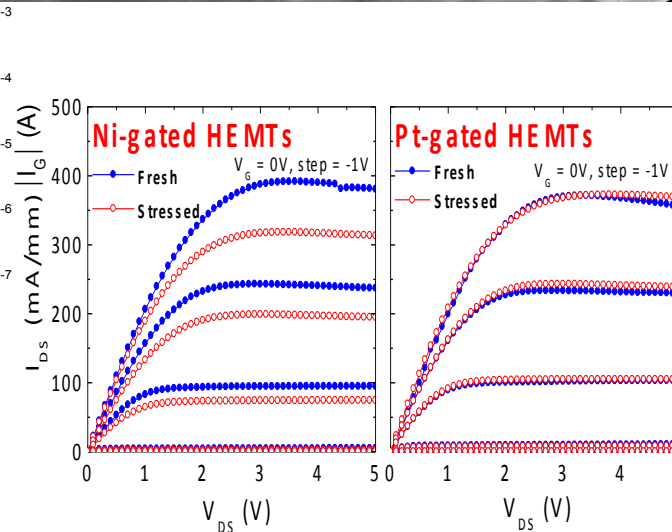 -3
-4
-5
-6
-7
|I_G| (A)
I_DS (mA/mm)
500
400
300
200
100
0
Ni-gated HEMTs
V_G = 0V, step = -1V
Fresh
Stressed
0 1 2 3 4 5
V_DS (V)
Pt-gated HEMTs
V_G = 0V, step = -1V
Fresh
Stressed
0 1 2 3 4
V_DS (V)